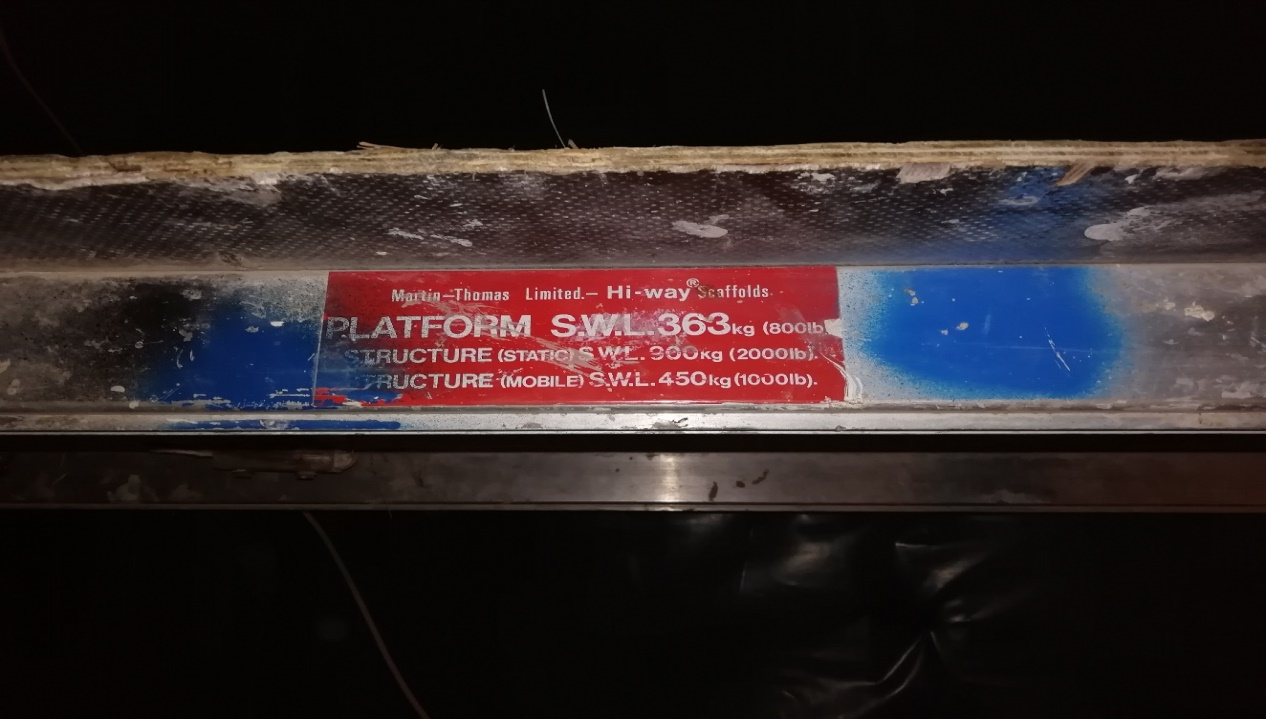 Martin-Thomas Limited.- Hi-way® Scaffolds.
PLATFORM S.W.L. 363kg (800lb
STRUCTURE (STATIC) S.W.L. 900kg (2000lb).
STRUCTURE (MOBILE) S.W.L. 450kg (1000lb).